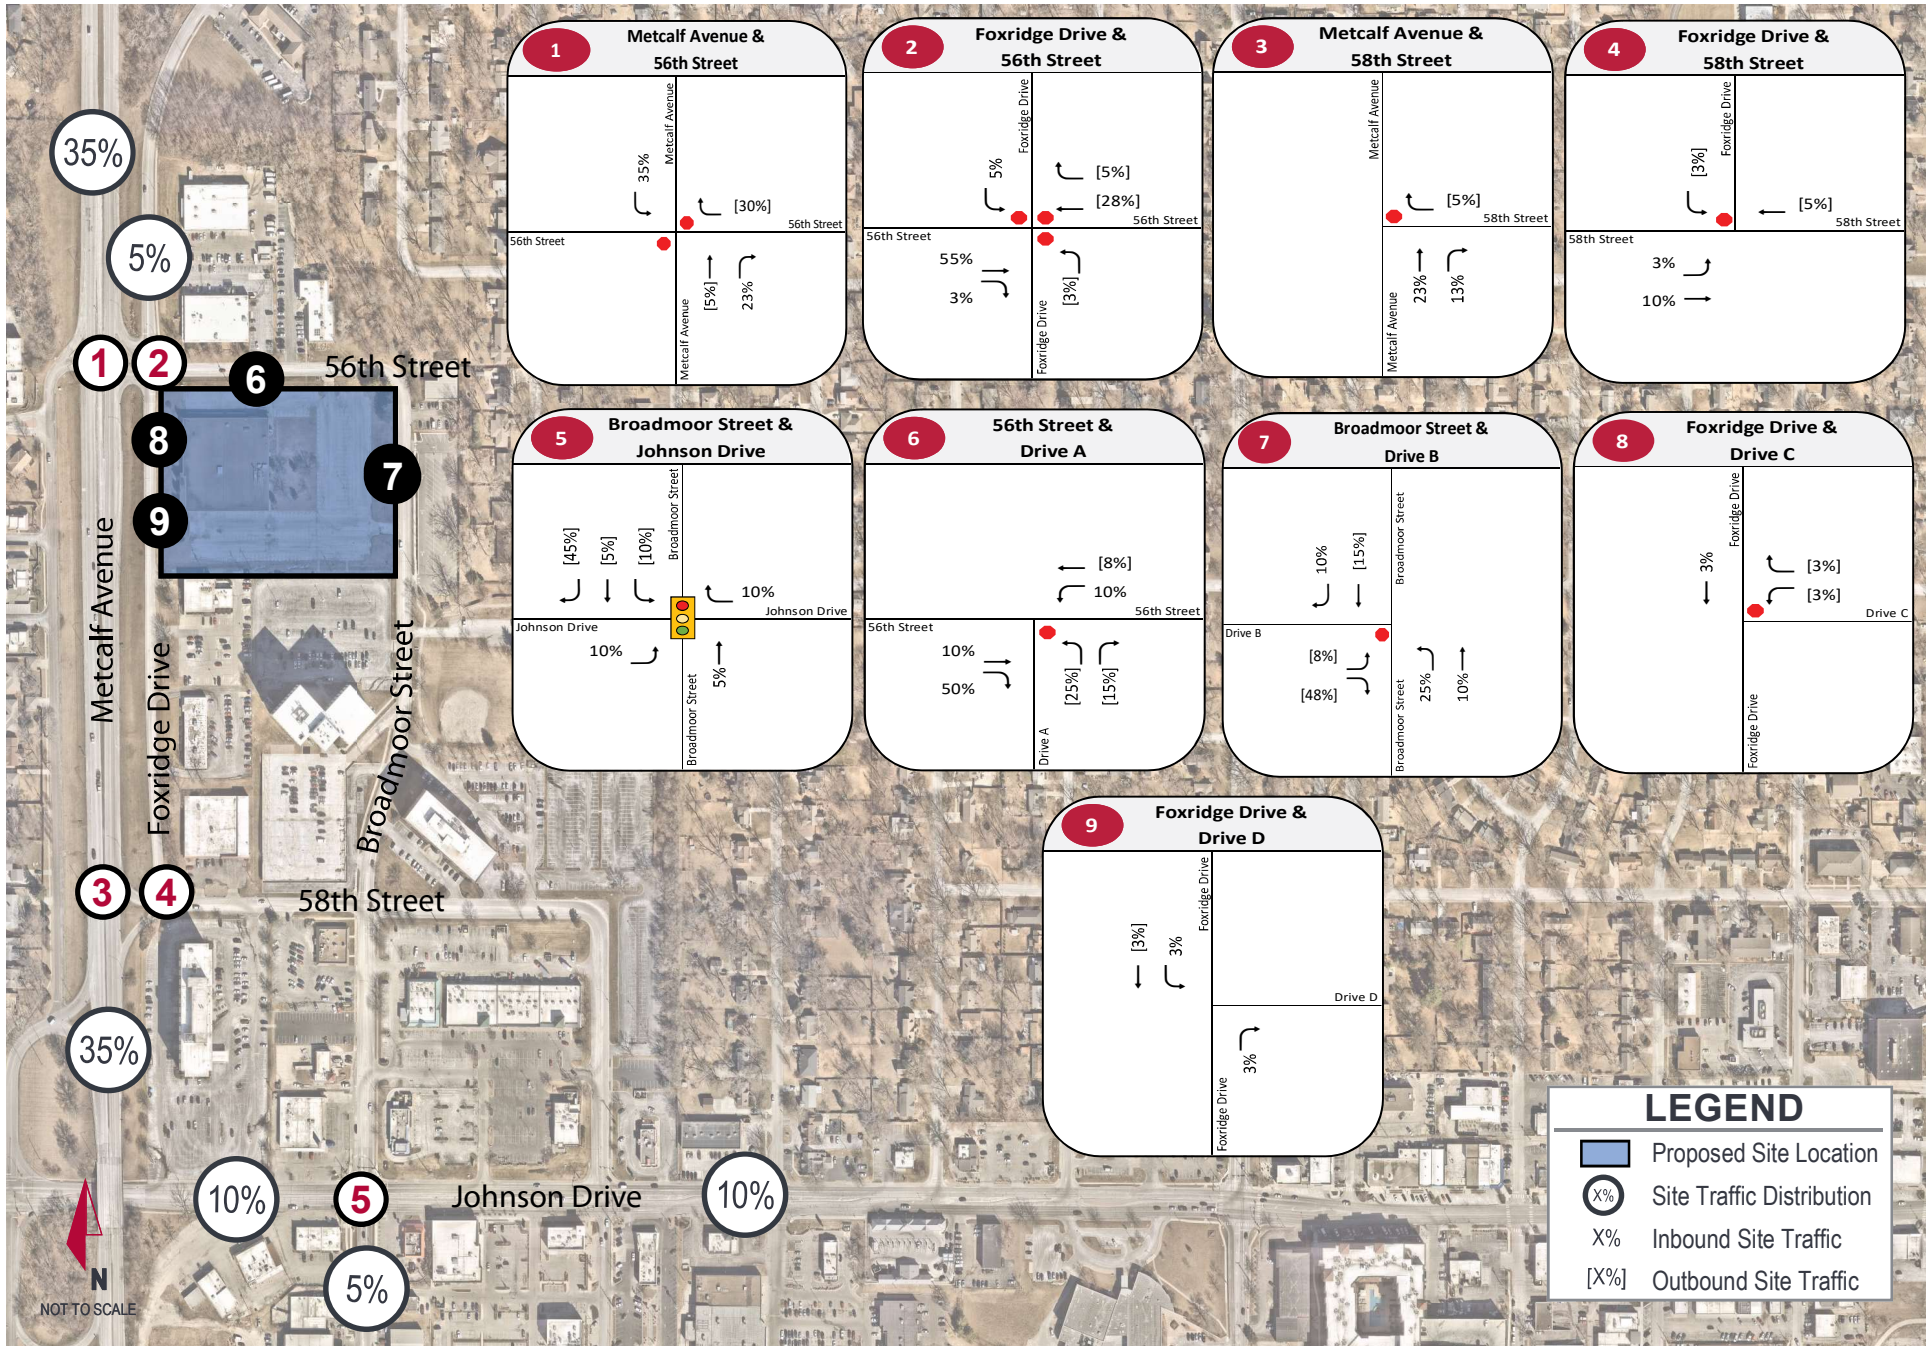 35%
5%
1
2
56th Street
6
8
7
9
Metcalf Avenue
Foxridge Drive
Broadmoor Street
3
4
58th Street
35%
10%
5
Johnson Drive
10%
5%
N
NOT TO SCALE
1
Metcalf Avenue &
56th Street
Metcalf Avenue
35%
[30%]
56th Street
56th Street
[5%]
23%
Metcalf Avenue
2
Foxridge Drive &
56th Street
Foxridge Drive
5%
[5%]
[28%]
56th Street
56th Street
55%
3%
[3%]
Foxridge Drive
3
Metcalf Avenue &
58th Street
Metcalf Avenue
[5%]
58th Street
23%
13%
Metcalf Avenue
4
Foxridge Drive &
58th Street
Foxridge Drive
[3%]
[5%]
58th Street
58th Street
3%
10%
5
Broadmoor Street &
Johnson Drive
Broadmoor Street
[45%]
[5%]
[10%]
10%
Johnson Drive
Johnson Drive
10%
5%
Broadmoor Street
6
56th Street &
Drive A
[8%]
10%
56th Street
56th Street
10%
50%
[25%]
[15%]
Drive A
7
Broadmoor Street &
Drive B
Broadmoor Street
10%
[15%]
Drive B
[8%]
[48%]
25%
10%
Broadmoor Street
8
Foxridge Drive &
Drive C
Foxridge Drive
3%
[3%]
[3%]
Drive C
Foxridge Drive
9
Foxridge Drive &
Drive D
Foxridge Drive
[3%]
3%
Drive D
3%
Foxridge Drive
LEGEND
Proposed Site Location
X%
Site Traffic Distribution
X%
Inbound Site Traffic
[X%]
Outbound Site Traffic